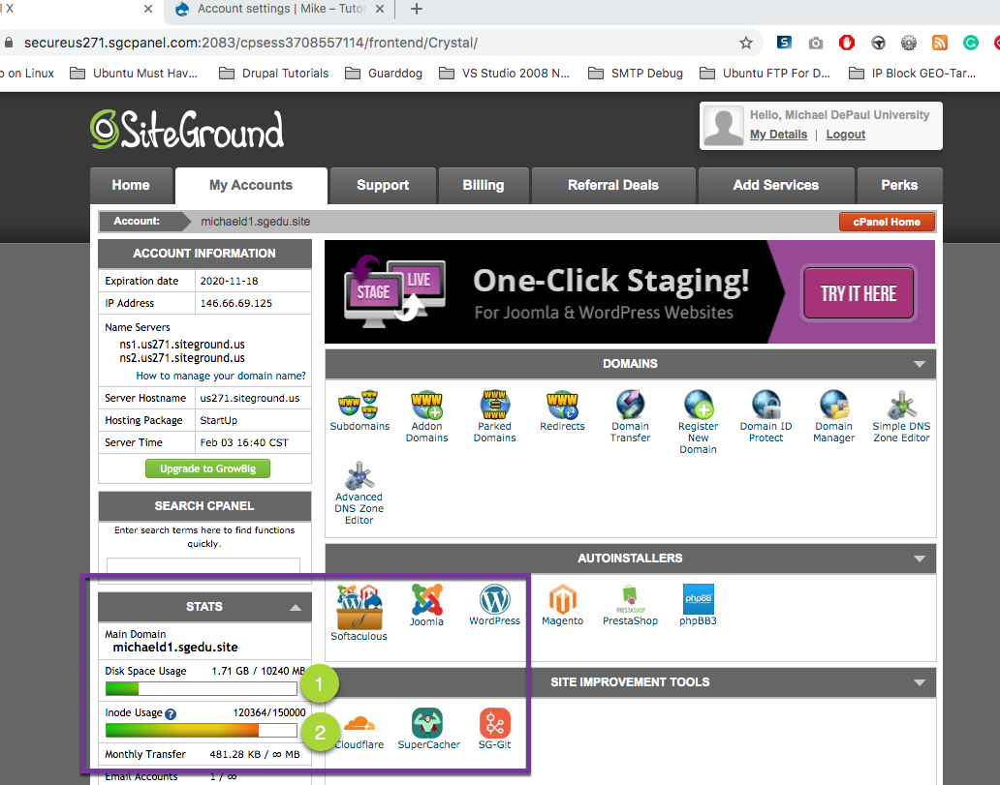 l X
Account settings | Mike – Tutor
secureus271.sgcpanel.com:2083/cpsess3708557114/frontend/Crystal/
o on Linux Ubuntu Must Hav... Drupal Tutorials Guarddog VS Studio 2008 N... SMTP Debug Ubuntu FTP For D... IP Block GEO-Tar...
SiteGround
Hello, Michael DePaul University
My Details | Logout
Home My Accounts Support Billing Referral Deals Add Services Perks
Account: michaeld1.sgedu.site cPanel Home
ACCOUNT INFORMATION
Expiration date 2020-11-18
IP Address 146.66.69.125
Name Servers
ns1.us271.siteground.us
ns2.us271.siteground.us
How to manage your domain name?
Server Hostname us271.siteground.us
Hosting Package StartUp
Server Time Feb 03 16:40 CST
Upgrade to GrowBig
SEARCH CPANEL
Enter search terms here to find functions
quickly.
STATS
Main Domain
michaeld1.sgedu.site
Disk Space Usage 1.71 GB / 10240 MB
1
Inode Usage ? 120364/150000
2
Monthly Transfer 481.28 KB / ∞ MB
Email Accounts 1 / ∞
STAGE LIVE
One-Click Staging!
For Joomla & WordPress Websites
TRY IT HERE
DOMAINS
Subdomains Addon Domains Parked Domains Redirects Domain Transfer Register New Domain Domain ID Protect Domain Manager Simple DNS Zone Editor
Advanced DNS Zone Editor
AUTOINSTALLERS
Softaculous Joomla WordPress Magento PrestaShop phpBB3
SITE IMPROVEMENT TOOLS
Cloudflare SuperCacher SG-Git